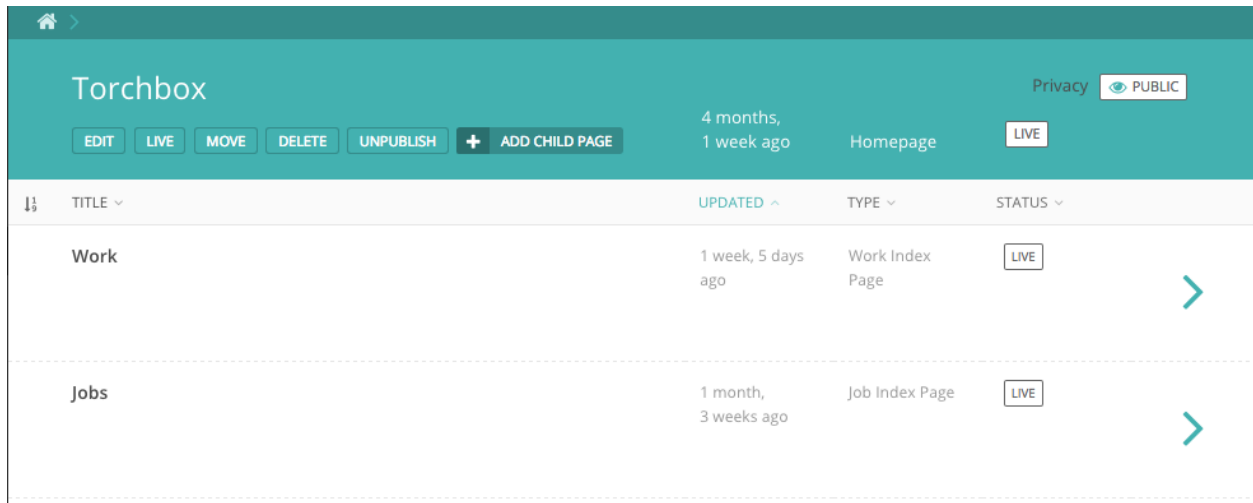 Torchbox
Privacy PUBLIC
EDIT LIVE MOVE DELETE UNPUBLISH + ADD CHILD PAGE
4 months,
1 week ago
Homepage
LIVE
TITLE UPDATED TYPE STATUS
Work
1 week, 5 days
ago
Work Index
Page
LIVE
Jobs
1 month,
3 weeks ago
Job Index Page
LIVE